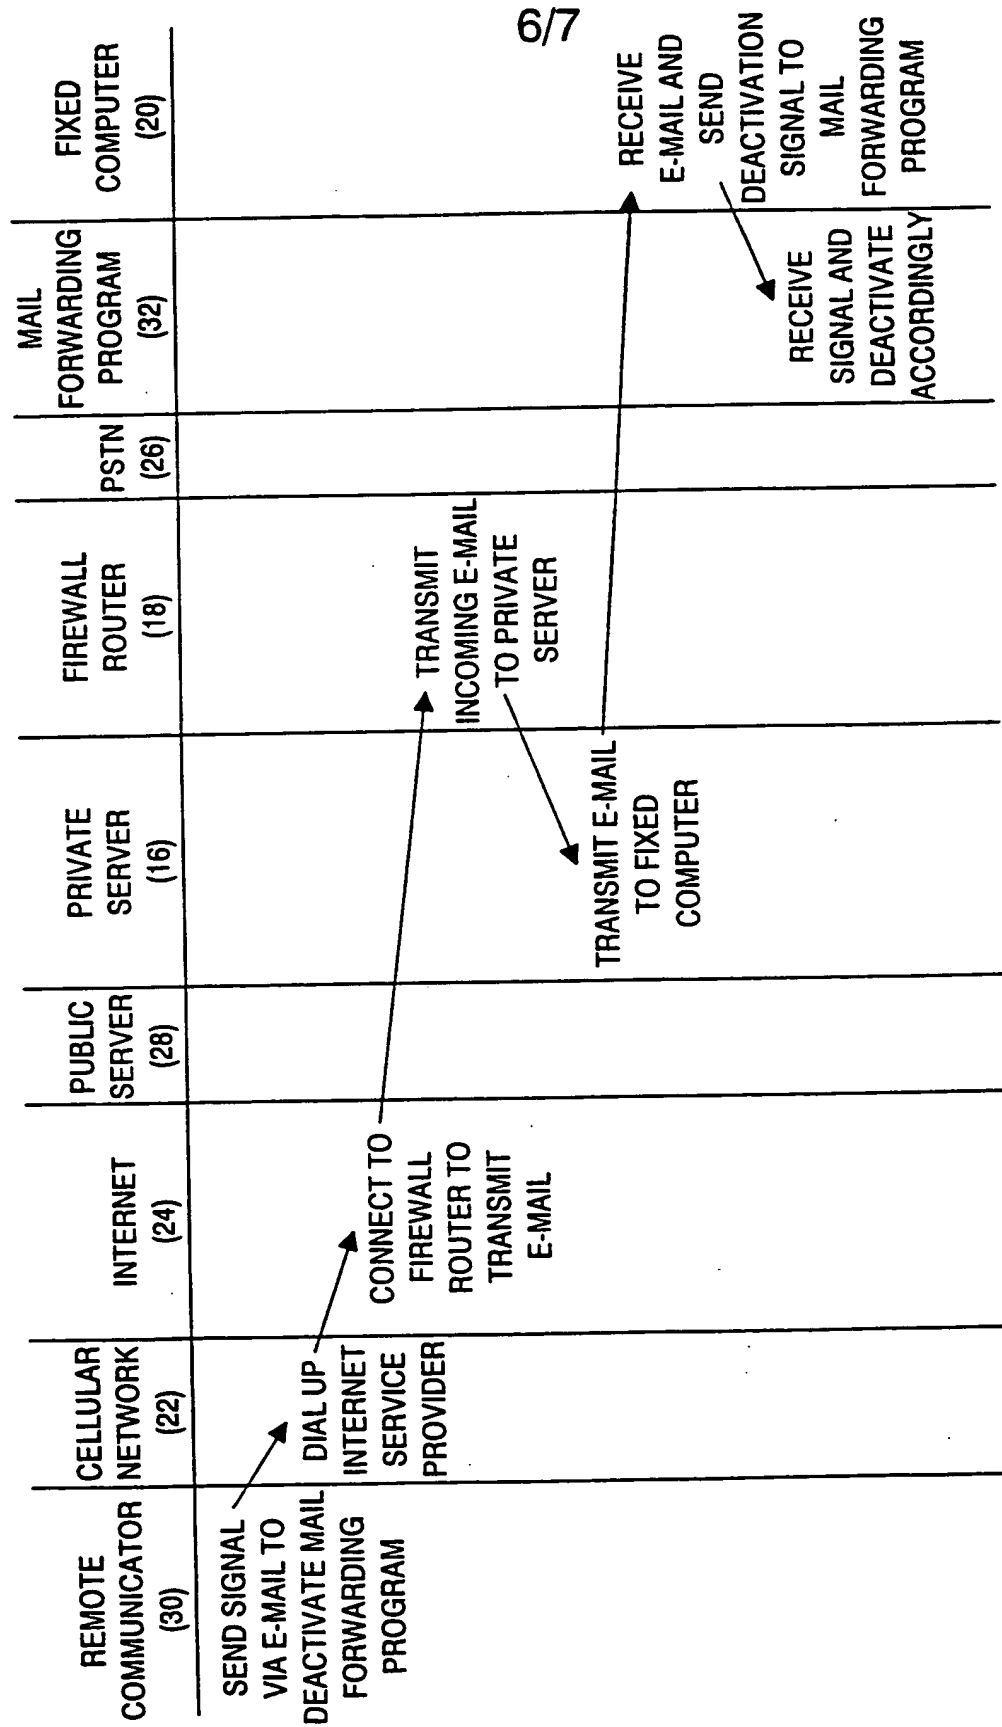 6/7
REMOTE
COMMUNICATOR
(30)
CELLULAR
NETWORK
(22)
INTERNET
(24)
PUBLIC
SERVER
(28)
PRIVATE
SERVER
(16)
FIREWALL
ROUTER
(18)
PSTN
(26)
MAIL
FORWARDING
PROGRAM
(32)
FIXED
COMPUTER
(20)
SEND SIGNAL
VIA E-MAIL TO
DEACTIVATE MAIL
FORWARDING
PROGRAM
DIAL UP
INTERNET
SERVICE
PROVIDER
CONNECT TO
FIREWALL
ROUTER TO
TRANSMIT
E-MAIL
TRANSMIT
INCOMING E-MAIL
TO PRIVATE
SERVER
TRANSMIT E-MAIL
TO FIXED
COMPUTER
RECEIVE
E-MAIL AND
SEND
DEACTIVATION
SIGNAL TO
MAIL
FORWARDING
PROGRAM
RECEIVE
SIGNAL AND
DEACTIVATE
ACCORDINGLY